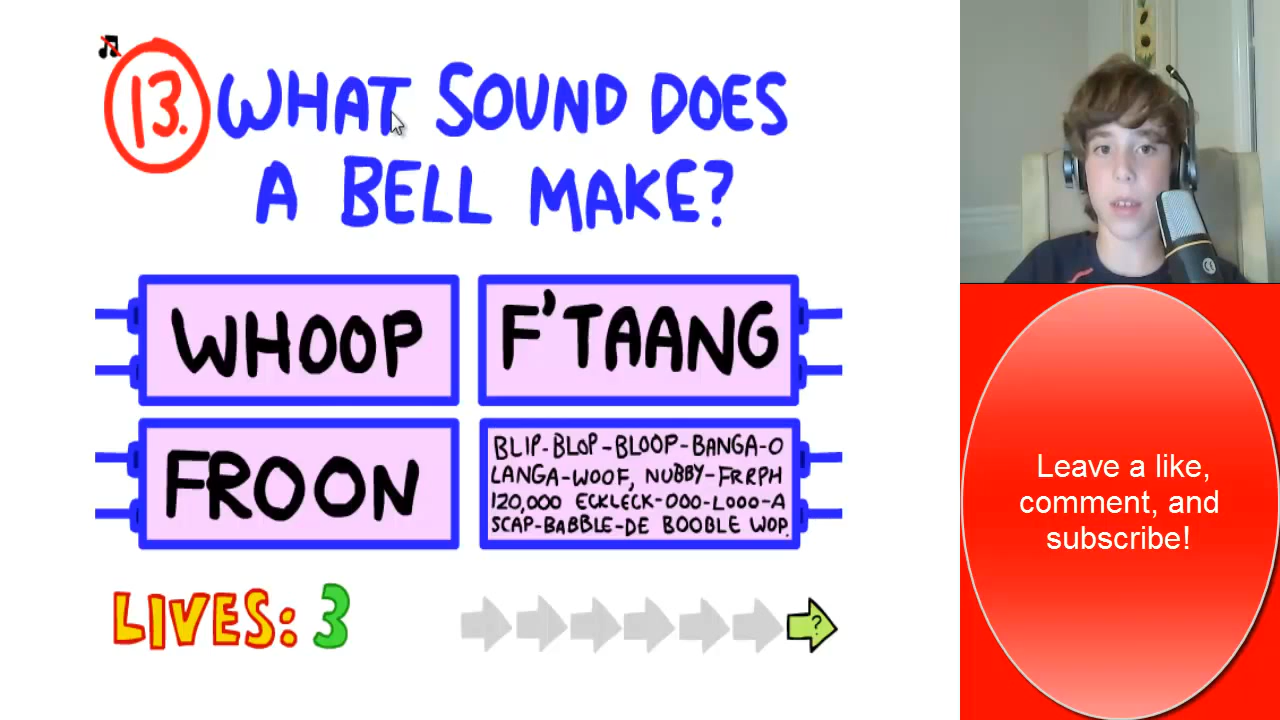 13. WHAT SOUND DOES
A BELL MAKE?
WHOOP
F'TAANG
FROON
BLIP-BLOP-BLOOP-BANGA-O
LANGA-WOOF, NUBBY-FRRPH
120,000 ECKLECK-OOO-LOOO-A
SCAP-BABBLE-DE BOOBLE WOP.
LIVES: 3
?
Leave a like,
comment, and
subscribe!